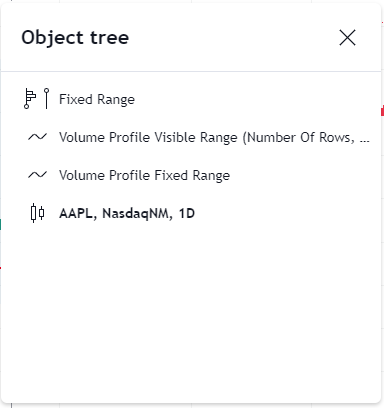 Object tree
Fixed Range
Volume Profile Visible Range (Number Of Rows, ...
Volume Profile Fixed Range
AAPL, NasdaqNM, 1D